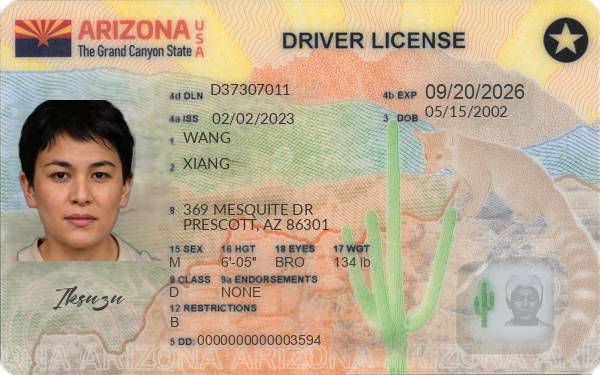 ARIZONA USA
The Grand Canyon State
DRIVER LICENSE
4d DLN D37307011
4b EXP 09/20/2026
4a ISS 02/02/2023
3 DOB 05/15/2002
1 WANG
2 XIANG
8 369 MESQUITE DR
PRESCOTT, AZ 86301
15 SEX 16 HGT 18 EYES 17 WGT
M 6'-05" BRO 134 lb
9 CLASS 9a ENDORSEMENTS
D NONE
12 RESTRICTIONS
B
5 DD: 0000000000003594
Iksuzu
ARIZONA ARIZONA ARIZONA ARIZONA